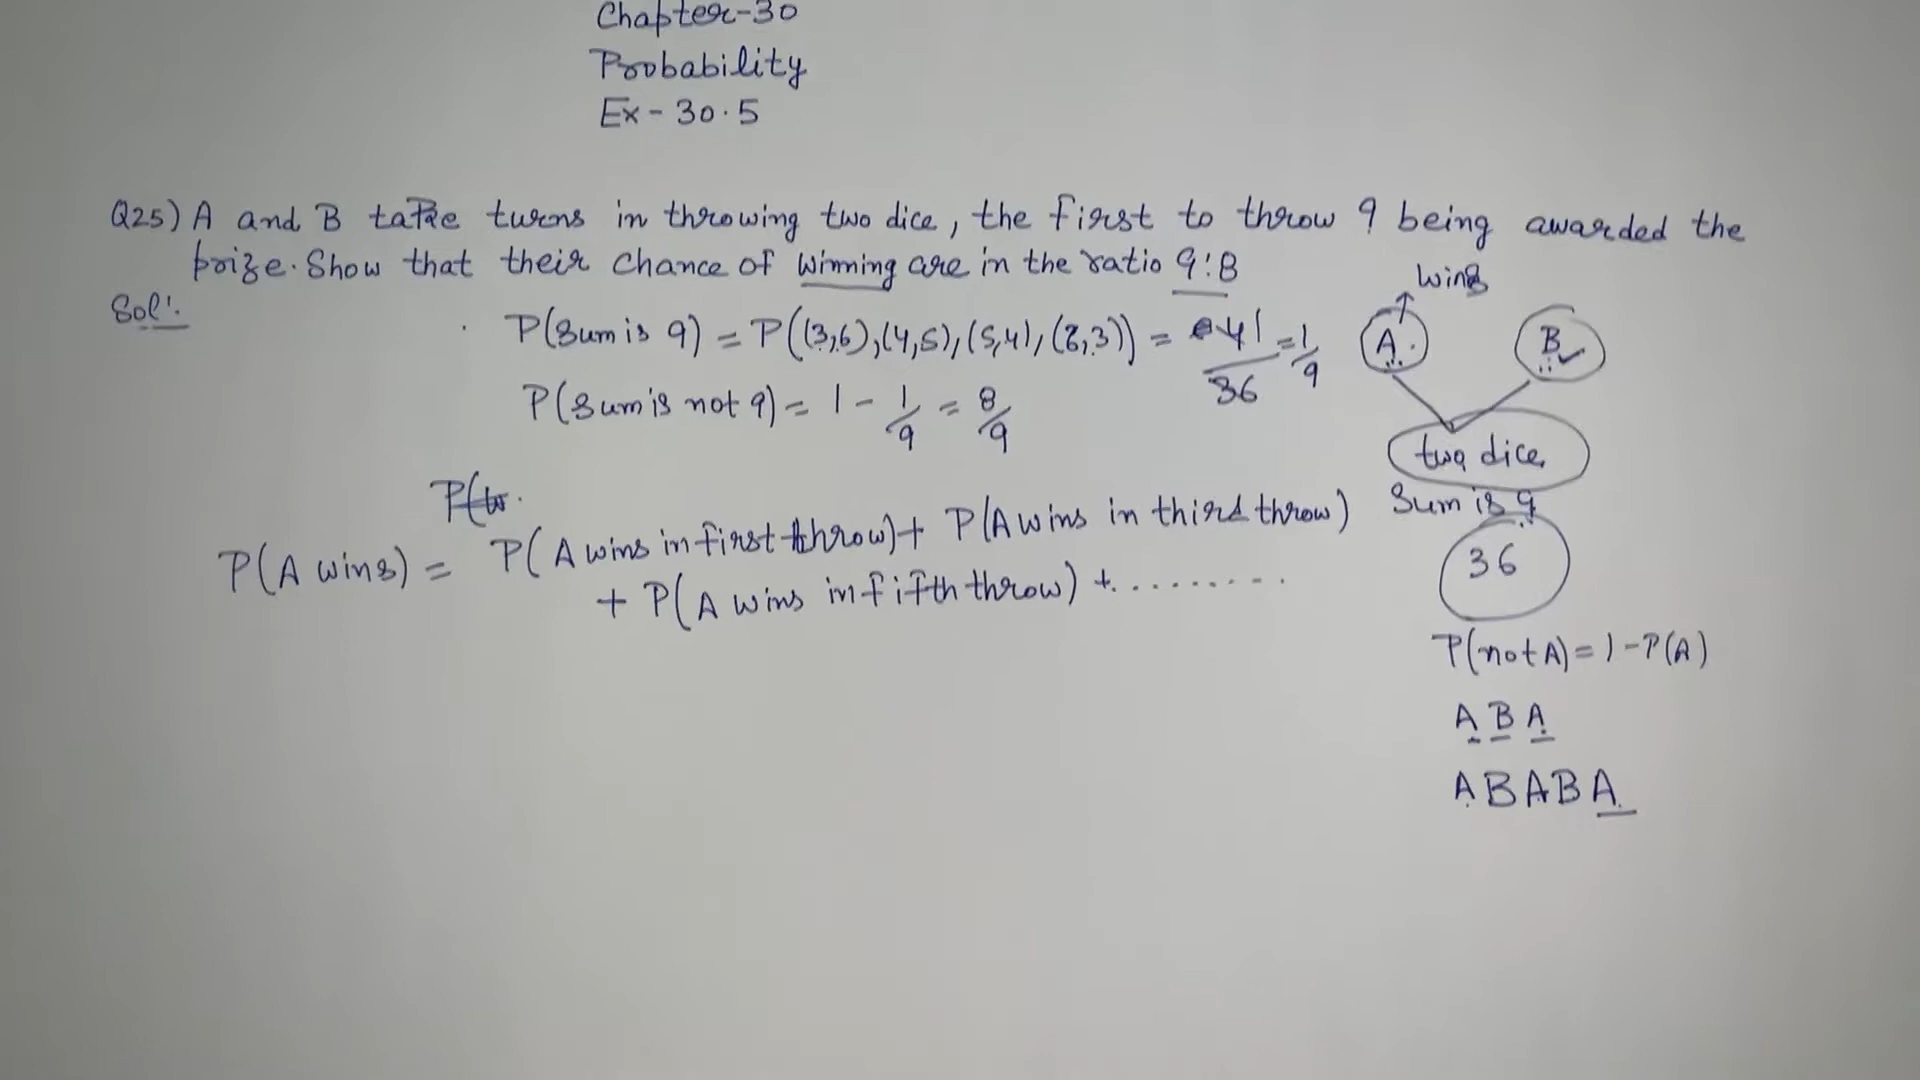 Chapter-30
Probability
Ex-30.5
Q25) A and B take turns in throwing two dice, the first to throw 9 being awarded the
prize. Show that their chance of winning are in the ratio 9:8
Sol:
P(sum is 9) = P((3,6),(4,5),(5,4),(6,3)) = 4/36 = 1/9
P(sum is not 9) = 1 - 1/9 = 8/9
P(
P(A wins) = P(A wins in first throw) + P(A wins in third throw)
+ P(A wins in fifth throw) + ........
wins
A B
two dice
Sum is 9
36
P(not A) = 1 - P(A)
A B A
A B A B A